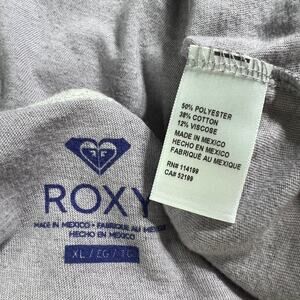 50% POLYESTER
38% COTTON
12% VISCOSE
MADE IN MEXICO
HECHO EN MEXICO
FABRIQUE AU MEXIQUE
RN# 114199
CA# 52199
ROXY
MADE IN MEXICO • FABRIQUE AU MEXIQUE
HECHO EN MEXICO
XL / EG / TG